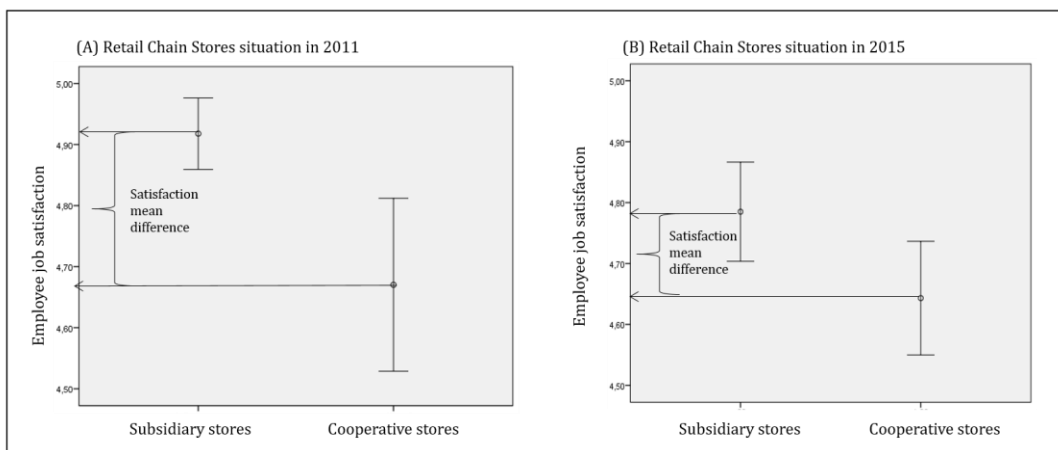 (A) Retail Chain Stores situation in 2011
Employee job satisfaction
5,00
4,90
4,80
4,70
4,60
4,50
Satisfaction
mean
difference
Subsidiary stores
Cooperative stores
(B) Retail Chain Stores situation in 2015
Employee job satisfaction
5,00
4,90
4,80
4,70
4,60
4,50
Satisfaction
mean
difference
Subsidiary stores
Cooperative stores